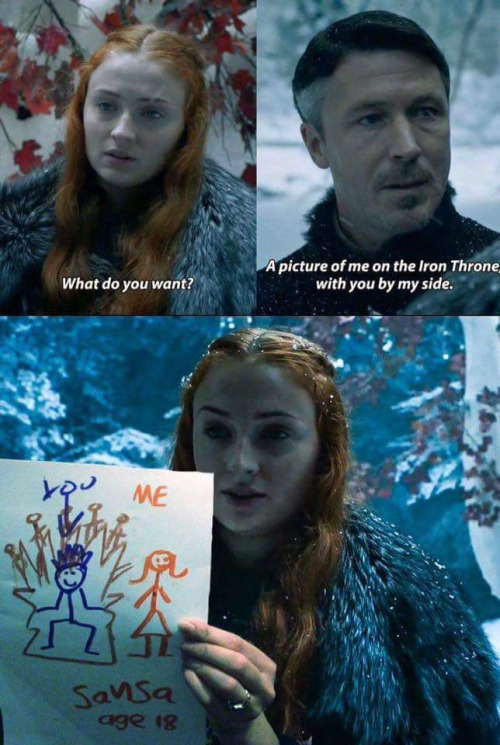 What do you want?
A picture of me on the Iron Throne,
with you by my side.
YOU ME
Sansa
age 18